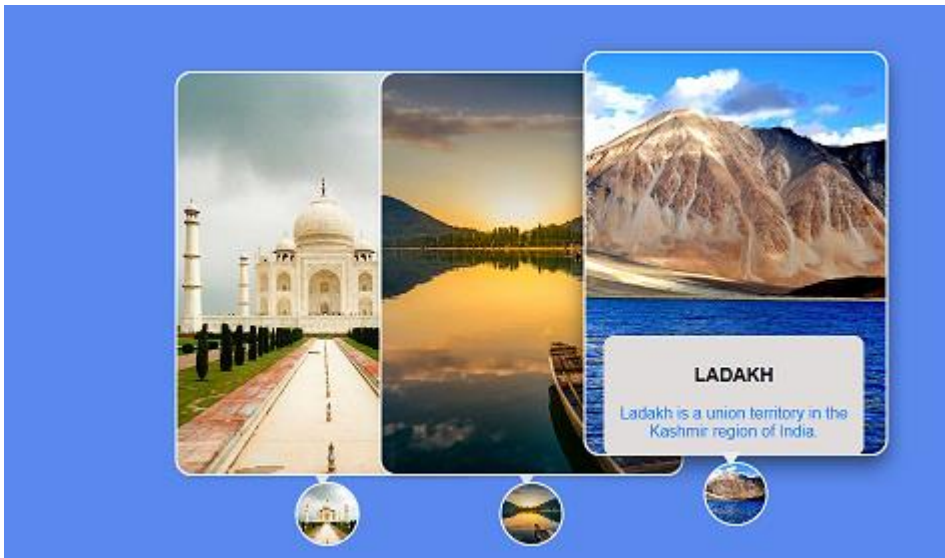 LADAKH
Ladakh is a union territory in the
Kashmir region of India.